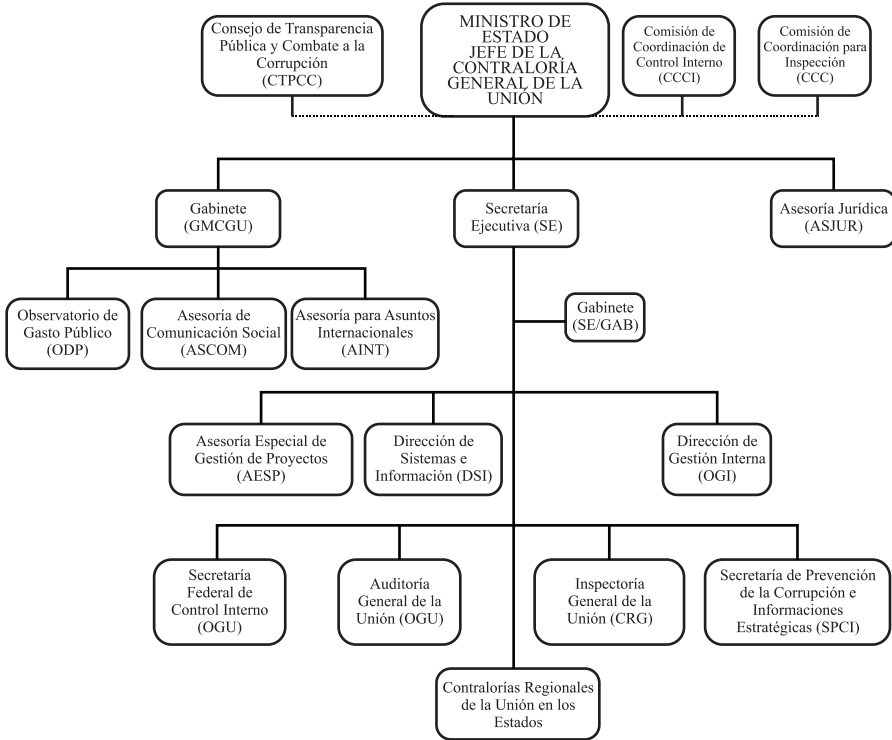 Consejo de Transparencia
Pública y Combate a la
Corrupción
(CTPCC)
MINISTRO DE
ESTADO
JEFE DE LA
CONTRALORÍA
GENERAL DE LA
UNIÓN
Comisión de
Coordinación de
Control Interno
(CCCI)
Comisión de
Coordinación para
Inspección
(CCC)
Gabinete
(GMCGU)
Secretaría
Ejecutiva (SE)
Asesoría Jurídica
(ASJUR)
Observatorio de
Gasto Público
(ODP)
Asesoría de
Comunicación Social
(ASCOM)
Asesoría para Asuntos
Internacionales
(AINT)
Gabinete
(SE/GAB)
Asesoría Especial de
Gestión de Proyectos
(AESP)
Dirección de
Sistemas e
Información (DSI)
Dirección de
Gestión Interna
(OGI)
Secretaría
Federal de
Control Interno
(OGU)
Auditoría
General de la
Unión (OGU)
Inspectoría
General de la
Unión (CRG)
Secretaría de Prevención
de la Corrupción e
Informaciones
Estratégicas (SPCI)
Contralorías Regionales
de la Unión en los
Estados